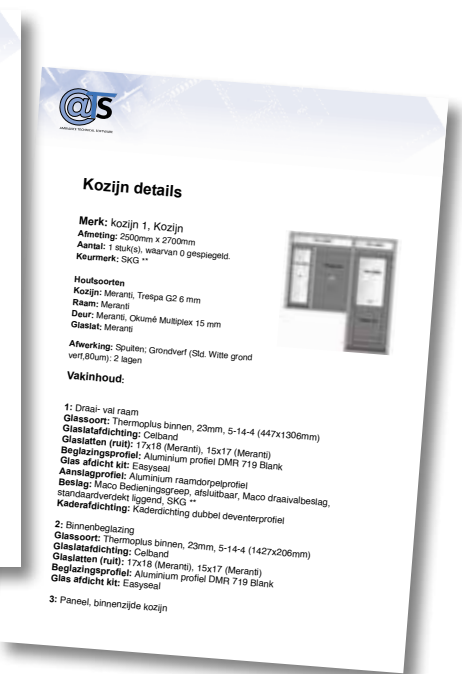 @TS
AMBIANCE TECHNICAL SOFTWARE
Kozijn details
Merk: kozijn 1, Kozijn
Afmeting: 2500mm x 2700mm
Aantal: 1 stuk(s), waarvan 0 gespiegeld.
Keurmerk: SKG **
Houtsoorten
Kozijn: Meranti, Trespa G2 6 mm
Raam: Meranti
Deur: Meranti, Okumé Multiplex 15 mm
Glaslat: Meranti
Afwerking: Spuiten; Grondverf (Std. Witte grond
verf,80um): 2 lagen
Vakinhoud:
1: Draai- val raam
Glassoort: Thermoplus binnen, 23mm, 5-14-4 (447x1306mm)
Glaslatafdichting: Celband
Glaslatten (ruit): 17x18 (Meranti), 15x17 (Meranti)
Beglazingsprofiel: Aluminium profiel DMR 719 Blank
Glas afdicht kit: Easyseal
Aanslagprofiel: Aluminium raamdorpelprofiel
Beslag: Maco Bedieningsgreep, afsluitbaar, Maco draaivalbeslag,
standaardverdekt liggend, SKG **
Kaderafdichting: Kaderdichting dubbel deventerprofiel
2: Binnenbeglazing
Glassoort: Thermoplus binnen, 23mm, 5-14-4 (1427x206mm)
Glaslatafdichting: Celband
Glaslatten (ruit): 17x18 (Meranti), 15x17 (Meranti)
Beglazingsprofiel: Aluminium profiel DMR 719 Blank
Glas afdicht kit: Easyseal
3: Paneel, binnenzijde kozijn